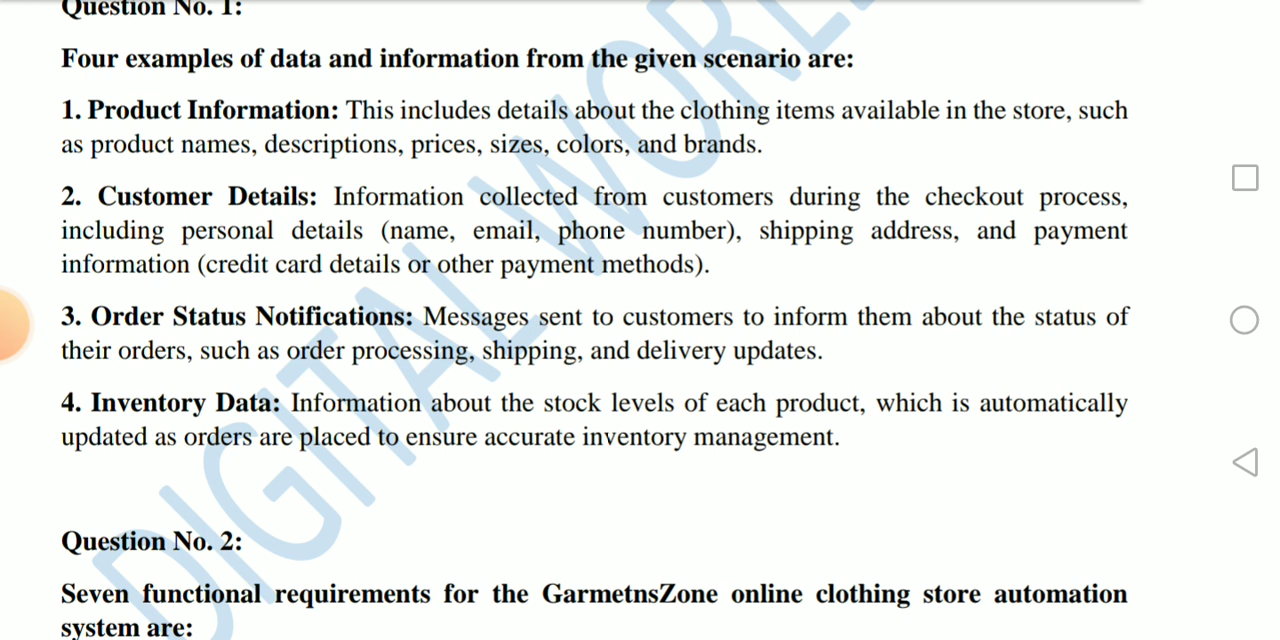 Question No. 1:
Four examples of data and information from the given scenario are:
1. Product Information: This includes details about the clothing items available in the store, such
as product names, descriptions, prices, sizes, colors, and brands.
2. Customer Details: Information collected from customers during the checkout process,
including personal details (name, email, phone number), shipping address, and payment
information (credit card details or other payment methods).
3. Order Status Notifications: Messages sent to customers to inform them about the status of
their orders, such as order processing, shipping, and delivery updates.
4. Inventory Data: Information about the stock levels of each product, which is automatically
updated as orders are placed to ensure accurate inventory management.
Question No. 2:
Seven functional requirements for the GarmetnsZone online clothing store automation
system are:
DIGITAL WORL